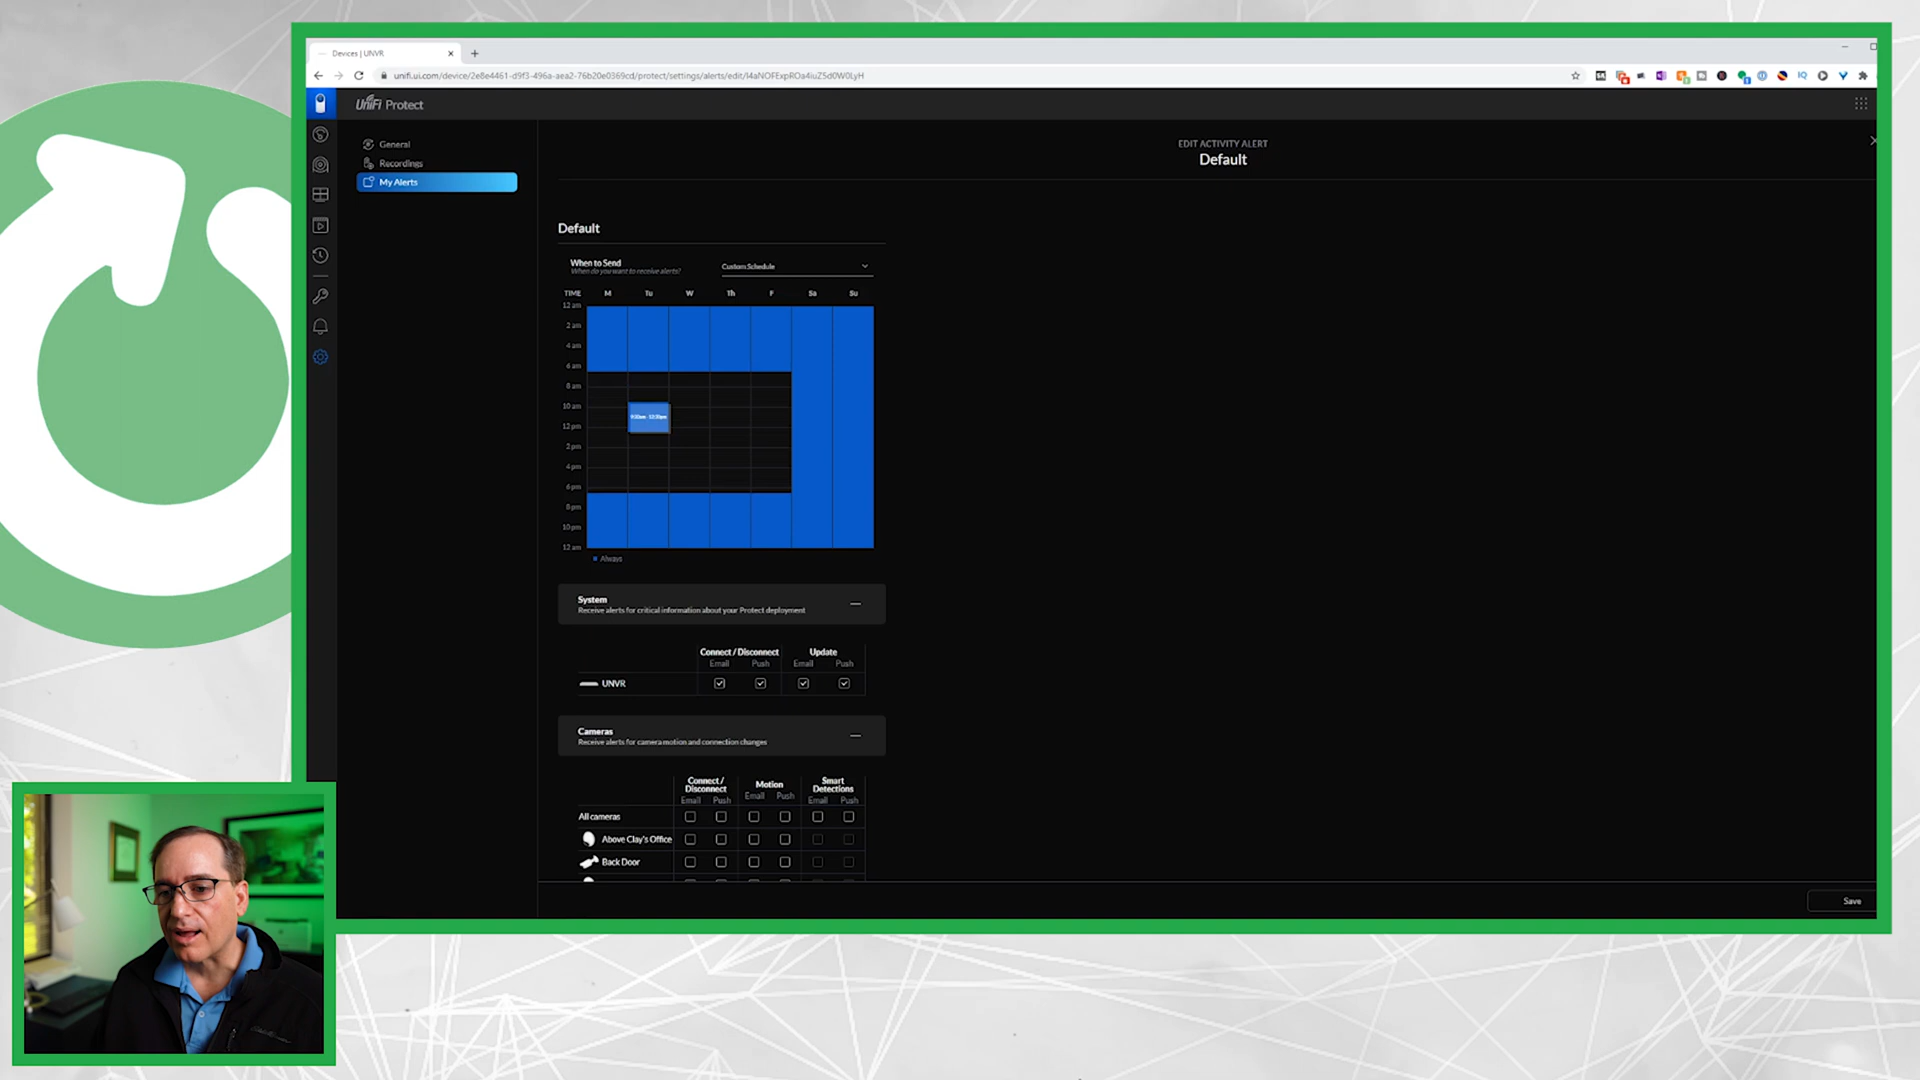 Devices | UNVR
unifi.ui.com/device/2e8e4461-d9f3-496a-aea2-76b20e0369cd/protect/settings/alerts/edit/
UniFi Protect
General
Recordings
My Alerts
EDIT ACTIVITY ALERT
Default
Default
When to Send
When do you want to receive alerts?
Custom Schedule
TIME M Tu W Th F Sa Su
12 am
2 am
4 am
6 am
8 am
10 am
12 pm
2 pm
4 pm
6 pm
8 pm
10 pm
12 am
Always
System
Receive alerts for critical information about your Protect deployment
Connect / Disconnect Update
Email Push Email Push
UNVR
Cameras
Receive alerts for camera motion and connection changes
Connect / Disconnect Motion Smart Detections
Email Push Email Push Email Push
All cameras
Above Clay's Office
Back Door
Save